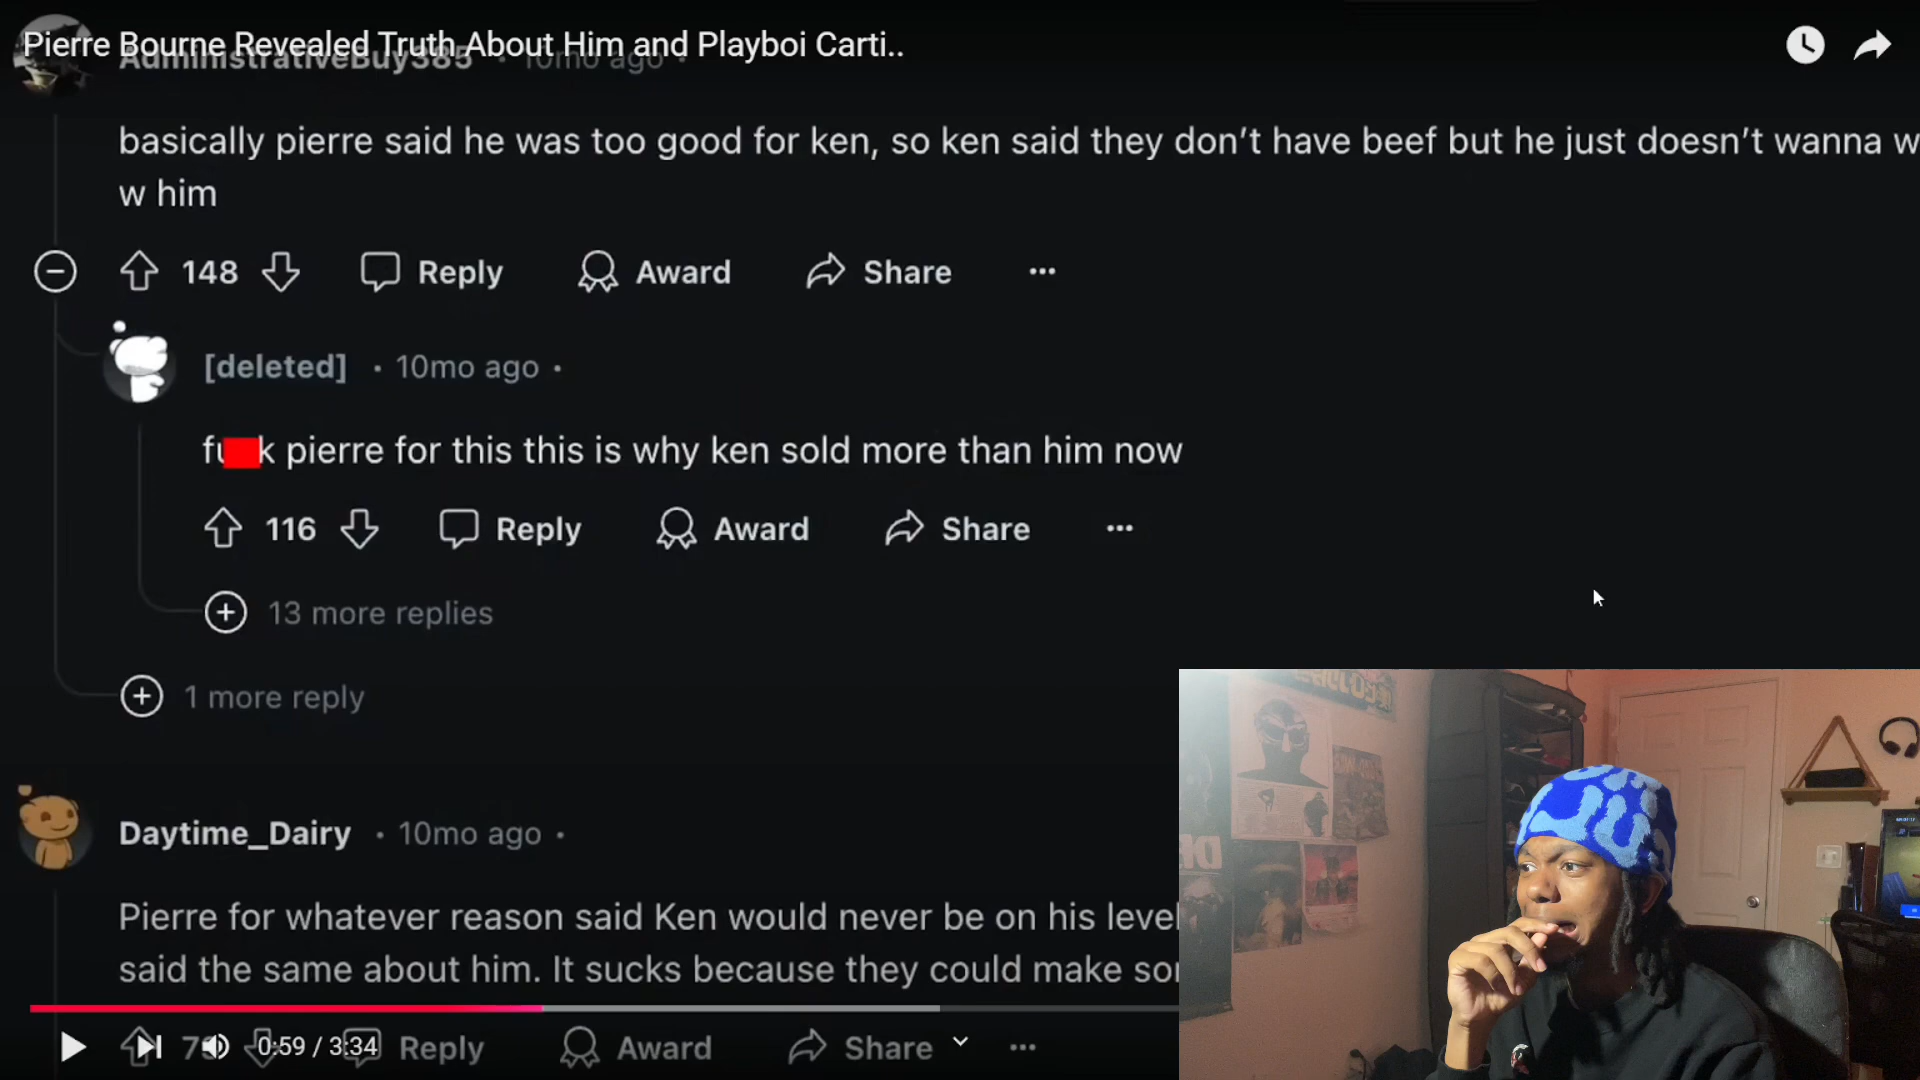 Pierre Bourne Revealed Truth About Him and Playboi Carti..
AdministrativeBuy385 • 10mo ago •
basically pierre said he was too good for ken, so ken said they don't have beef but he just doesn't wanna w
w him
148 Reply Award Share ...
[deleted] • 10mo ago •
fu k pierre for this this is why ken sold more than him now
116 Reply Award Share ...
13 more replies
1 more reply
Daytime_Dairy • 10mo ago •
Pierre for whatever reason said Ken would never be on his level
said the same about him. It sucks because they could make so
0:59 / 3:34 Reply Award Share ...